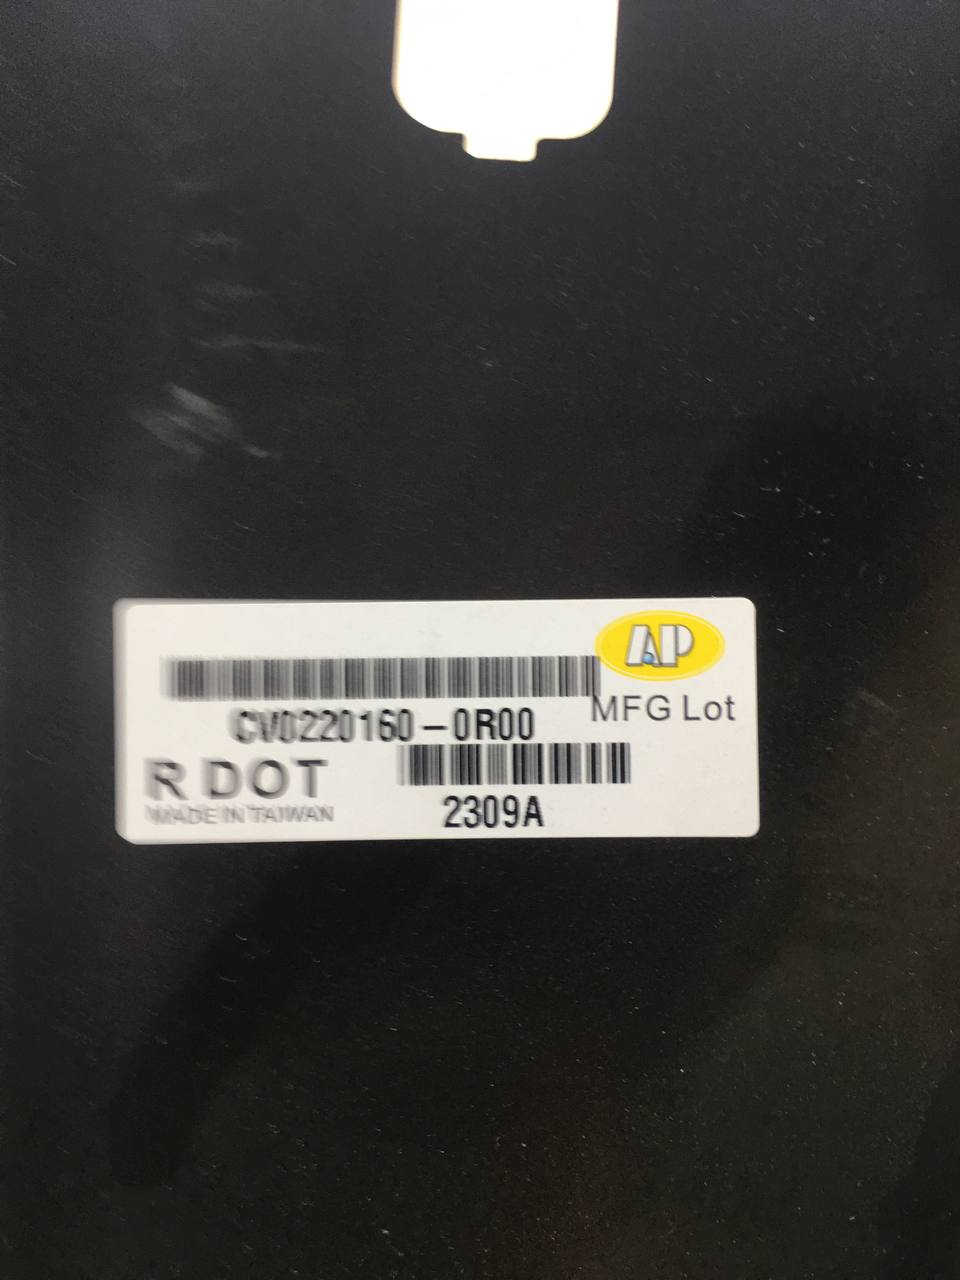 AP
CV0220160-0R00
MFG Lot
R DOT
2309A
MADE IN TAIWAN